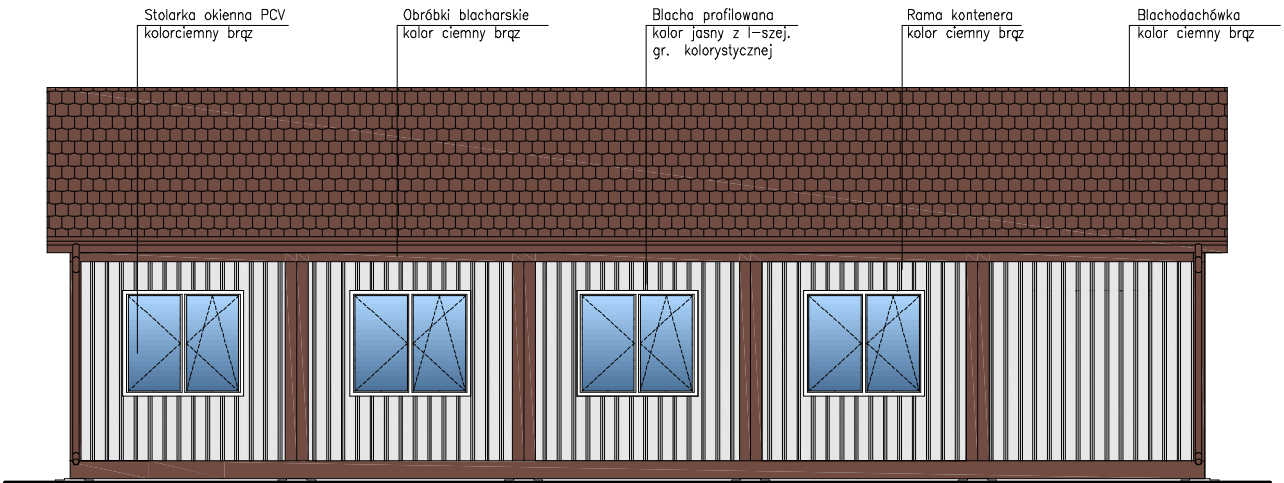 Stolarka okienna PCV
kolorciemny brąz
Obróbki blacharskie
kolor ciemny brąz
Blacha profilowana
kolor jasny z I-szej.
gr. kolorystycznej
Rama kontenera
kolor ciemny brąz
Blachodachówka
kolor ciemny brąz